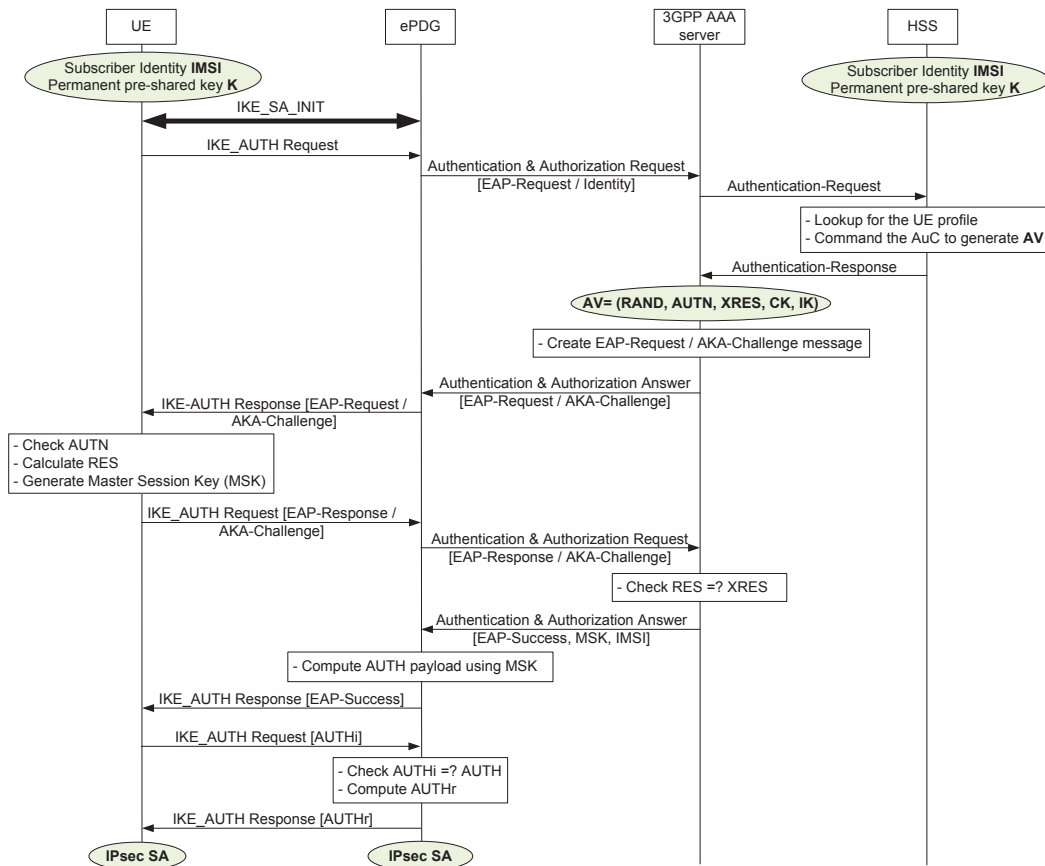 UE
ePDG
3GPP AAA
server
HSS
Subscriber Identity IMSI
Permanent pre-shared key K
Subscriber Identity IMSI
Permanent pre-shared key K
IKE_SA_INIT
IKE_AUTH Request
Authentication & Authorization Request
[EAP-Request / Identity]
Authentication-Request
- Lookup for the UE profile
- Command the AuC to generate AV
Authentication-Response
AV= (RAND, AUTN, XRES, CK, IK)
- Create EAP-Request / AKA-Challenge message
Authentication & Authorization Answer
[EAP-Request / AKA-Challenge]
IKE-AUTH Response [EAP-Request /
AKA-Challenge]
- Check AUTN
- Calculate RES
- Generate Master Session Key (MSK)
IKE_AUTH Request [EAP-Response /
AKA-Challenge]
Authentication & Authorization Request
[EAP-Response / AKA-Challenge]
- Check RES =? XRES
Authentication & Authorization Answer
[EAP-Success, MSK, IMSI]
- Compute AUTH payload using MSK
IKE_AUTH Response [EAP-Success]
IKE_AUTH Request [AUTHi]
- Check AUTHi =? AUTH
- Compute AUTHr
IKE_AUTH Response [AUTHr]
IPsec SA
IPsec SA